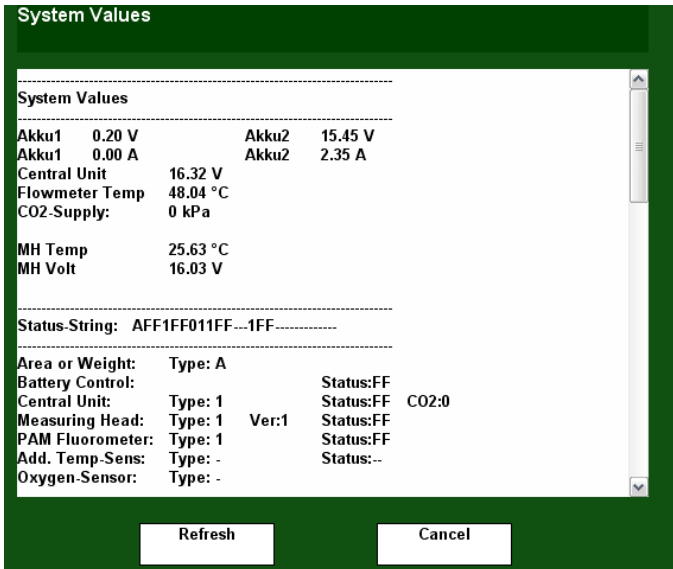 System Values
------------------------------------------------------------------------------------
System Values
------------------------------------------------------------------------------------
Akku1 0.20 V Akku2 15.45 V
Akku1 0.00 A Akku2 2.35 A
Central Unit 16.32 V
Flowmeter Temp 48.04 °C
CO2-Supply: 0 kPa
MH Temp 25.63 °C
MH Volt 16.03 V
------------------------------------------------------------------------------------
Status-String: AFF1FF011FF---1FF-------------
------------------------------------------------------------------------------------
Area or Weight: Type: A
Battery Control: Status:FF
Central Unit: Type: 1 Status:FF CO2:0
Measuring Head: Type: 1 Ver:1 Status:FF
PAM Fluorometer: Type: 1 Status:FF
Add. Temp-Sens: Type: - Status:--
Oxygen-Sensor: Type: -
Refresh Cancel